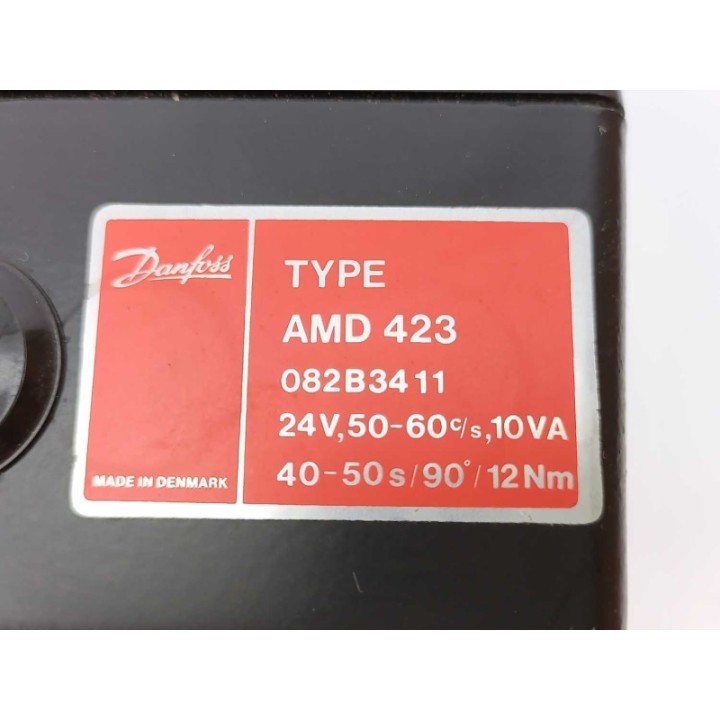 Danfoss
MADE IN DENMARK
TYPE
AMD 423
082B3411
24V,50-60c/s,10VA
40-50s/90°/12Nm